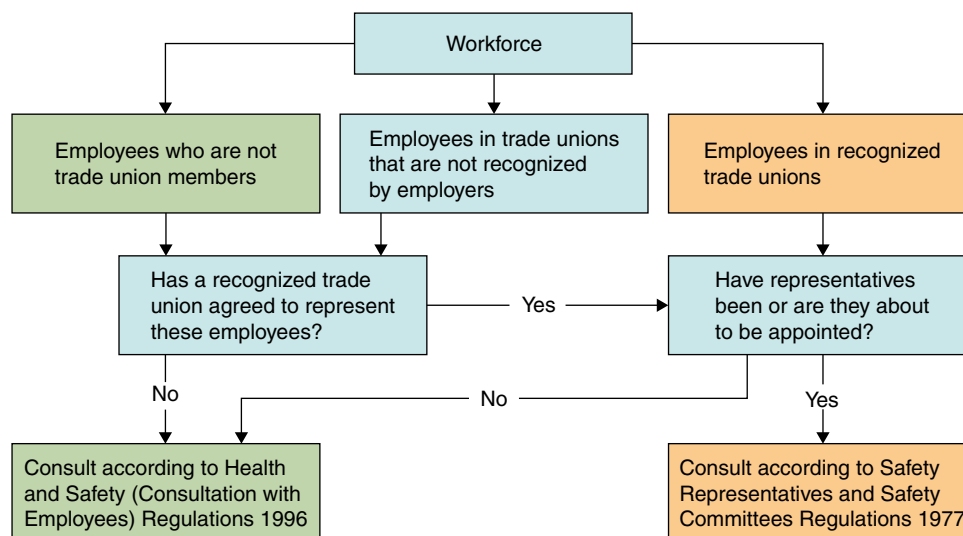 Workforce
Employees who are not
trade union members
Employees in trade unions
that are not recognized
by employers
Employees in recognized
trade unions
Has a recognized trade
union agreed to represent
these employees?
Yes
Have representatives
been or are they about
to be appointed?
No
No
Yes
Consult according to Health
and Safety (Consultation with
Employees) Regulations 1996
Consult according to Safety
Representatives and Safety
Committees Regulations 1977